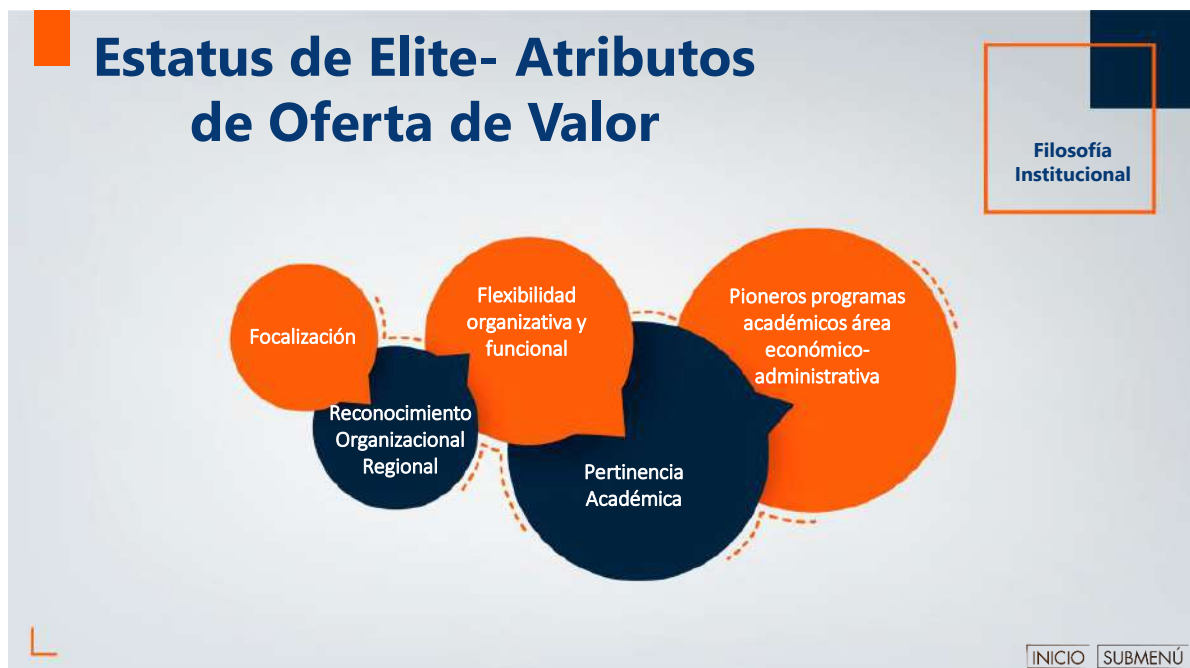 Estatus de Elite- Atributos
de Oferta de Valor
Filosofía
Institucional
Focalización
Reconocimiento
Organizacional
Regional
Flexibilidad
organizativa y
funcional
Pertinencia
Académica
Pioneros programas
académicos área
económico-
administrativa
INICIO
SUBMENÚ